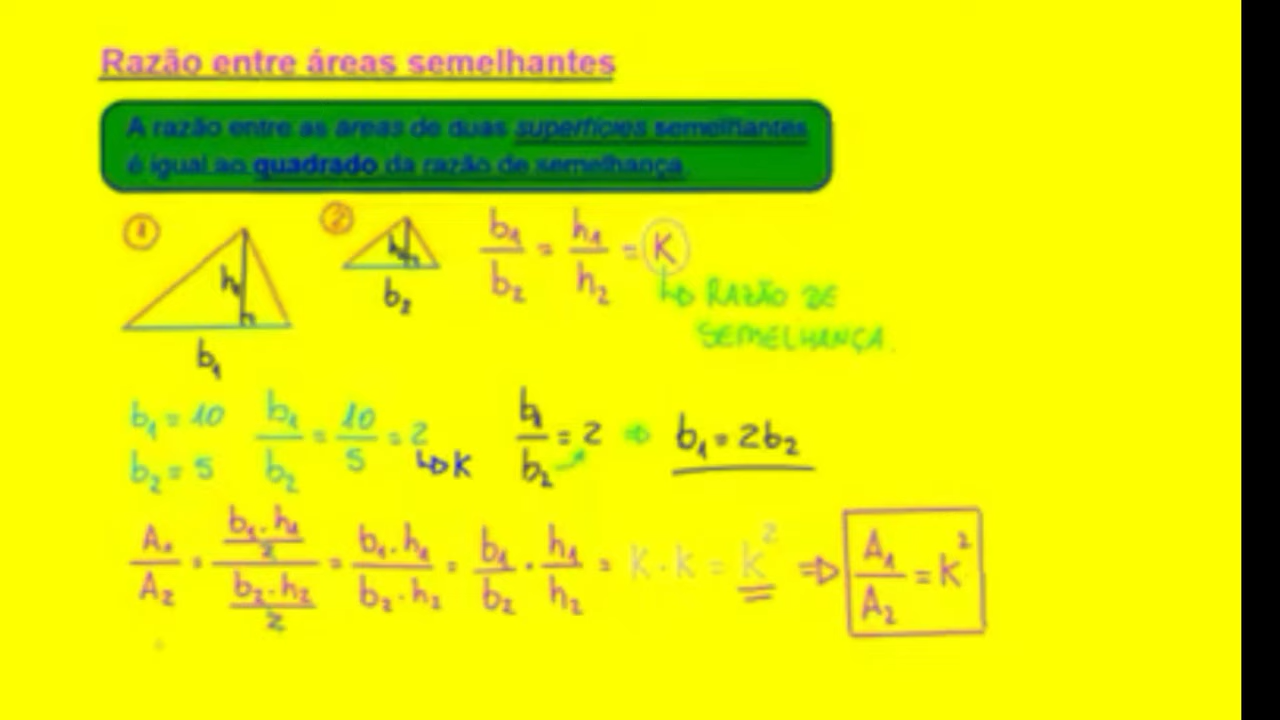 Razão entre áreas semelhantes
A razão entre as áreas de duas superfícies semelhantes
é igual ao quadrado da razão de semelhança.
1 2 b1/b2 = h1/h2 = K
h1 h2
b1 b2
↳ RAZÃO DE
SEMELHANÇA.
b1 = 10 b1/b2 = 10/5 = 2 b1/b2 = 2 ⇒ b1 = 2b2
b2 = 5 ↳ K
A1/A2 = (b1·h1/2)/(b2·h2/2) = b1·h1/b2·h2 = b1/b2 · h1/h2 = K·K = K² ⇒ A1/A2 = K²